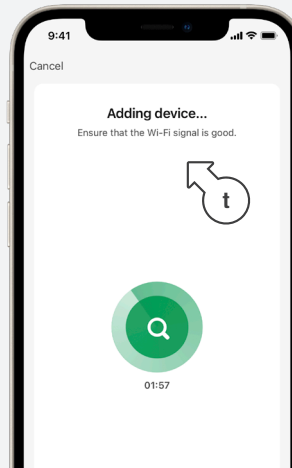 9:41
Cancel
Adding device...
Ensure that the Wi-Fi signal is good.
t
01:57